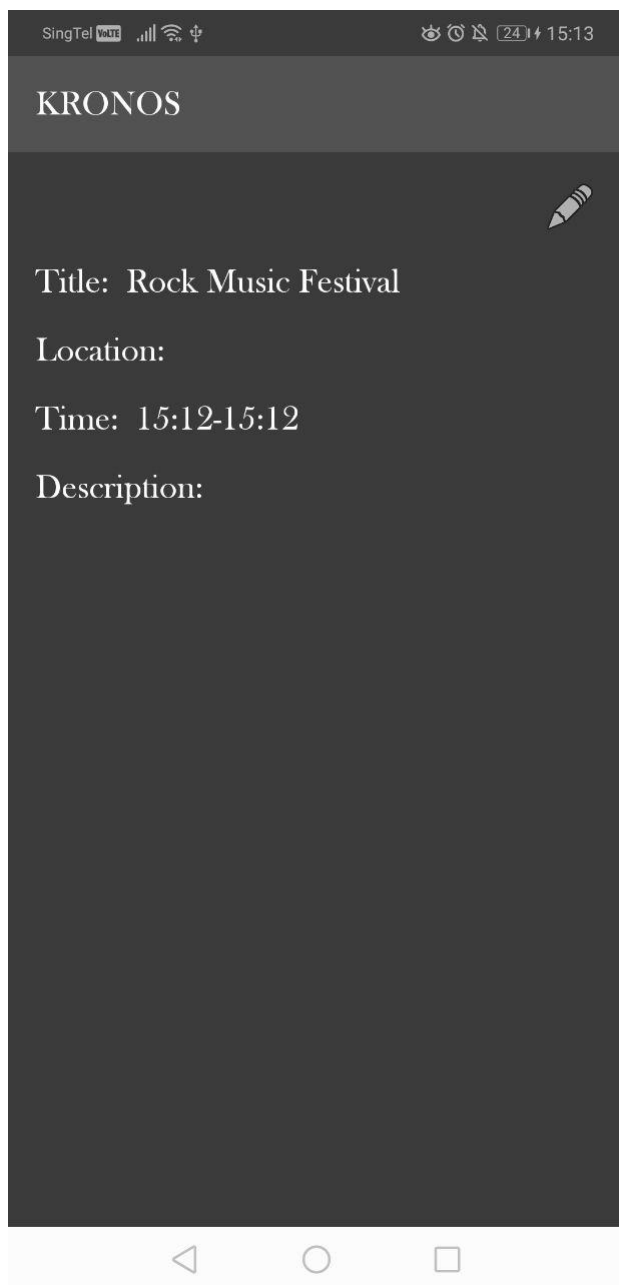 SingTel VoLTE 24 15:13
KRONOS
Title: Rock Music Festival
Location:
Time: 15:12-15:12
Description: